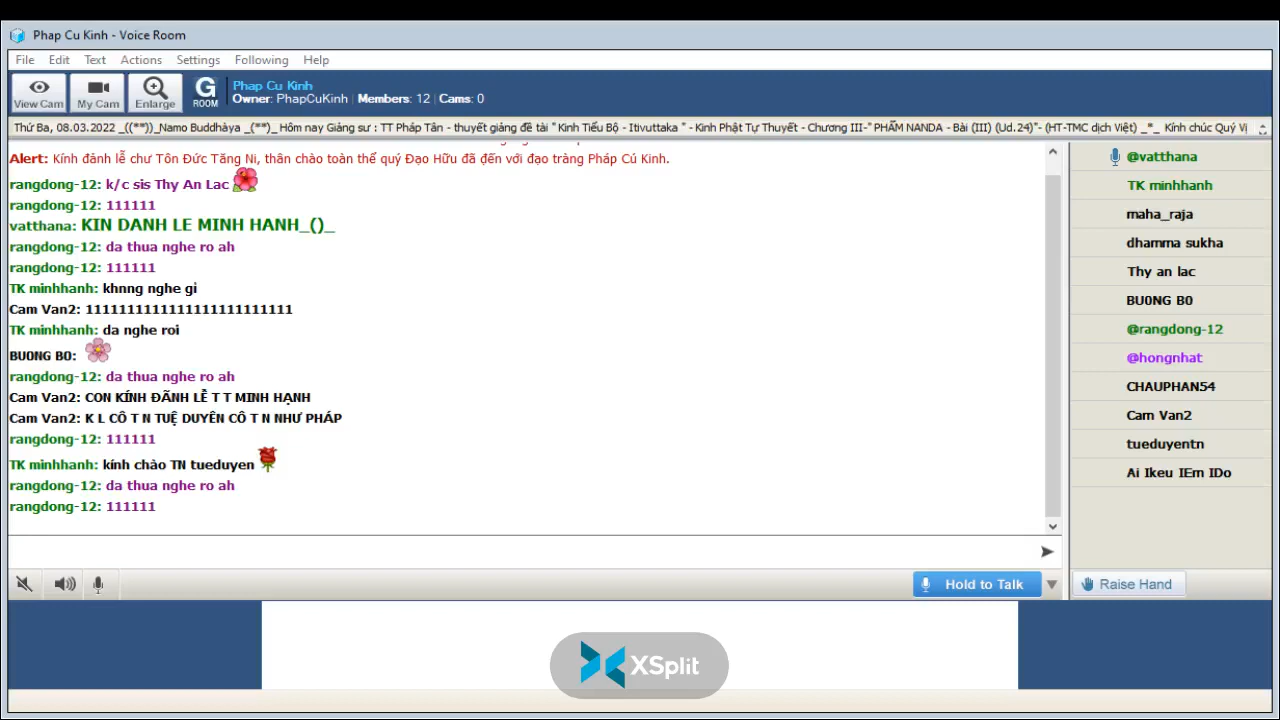 Phap Cu Kinh - Voice Room
File Edit Text Actions Settings Following Help
View Cam My Cam Enlarge G ROOM
Phap Cu Kinh
Owner: PhapCuKinh | Members: 12 | Cams: 0
Thứ Ba, 08.03.2022 _((**))_Namo Buddhàya _(**)_ Hôm nay Giảng sư : TT Pháp Tân - thuyết giảng đề tài " Kinh Tiểu Bộ - Itivuttaka " - Kinh Phật Tự Thuyết - Chương III-" PHẨM NANDA - Bài (III) (Ud.24)"- (HT-TMC dịch Việt) _*_ Kính chúc Quý Vị
Alert: Kính đảnh lễ chư Tôn Đức Tăng Ni, thân chào toàn thể quý Đạo Hữu đã đến với đạo tràng Pháp Cú Kinh.
rangdong-12: k/c sis Thy An Lac
rangdong-12: 111111
vatthana: KIN DANH LE MINH HANH_()_
rangdong-12: da thua nghe ro ah
rangdong-12: 111111
TK minhhanh: khnng nghe gi
Cam Van2: 1111111111111111111111111
TK minhhanh: da nghe roi
BU0NG B0:
rangdong-12: da thua nghe ro ah
Cam Van2: CON KÍNH ĐÃNH LỄ T T MINH HẠNH
Cam Van2: K L CÔ T N TUỆ DUYÊN CÔ T N NHƯ PHÁP
rangdong-12: 111111
TK minhhanh: kính chào TN tueduyen
rangdong-12: da thua nghe ro ah
rangdong-12: 111111
@vatthana
TK minhhanh
maha_raja
dhamma sukha
Thy an lac
BU0NG B0
@rangdong-12
@hongnhat
CHAUPHAN54
Cam Van2
tueduyentn
Ai Ikeu IEm IDo
Hold to Talk
Raise Hand
XSplit